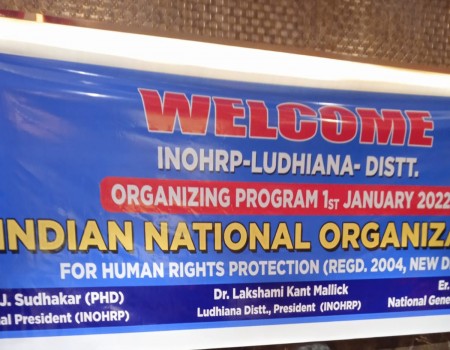 WELCOME
INOHRP-LUDHIANA- DISTT.
ORGANIZING PROGRAM 1ST JANUARY 2022
INDIAN NATIONAL ORGANIZA
FOR HUMAN RIGHTS PROTECTION (REGD. 2004, NEW D
J. Sudhakar (PHD) Dr. Lakshami Kant Mallick Er.
al President (INOHRP) Ludhiana Distt., President (INOHRP) National Gene